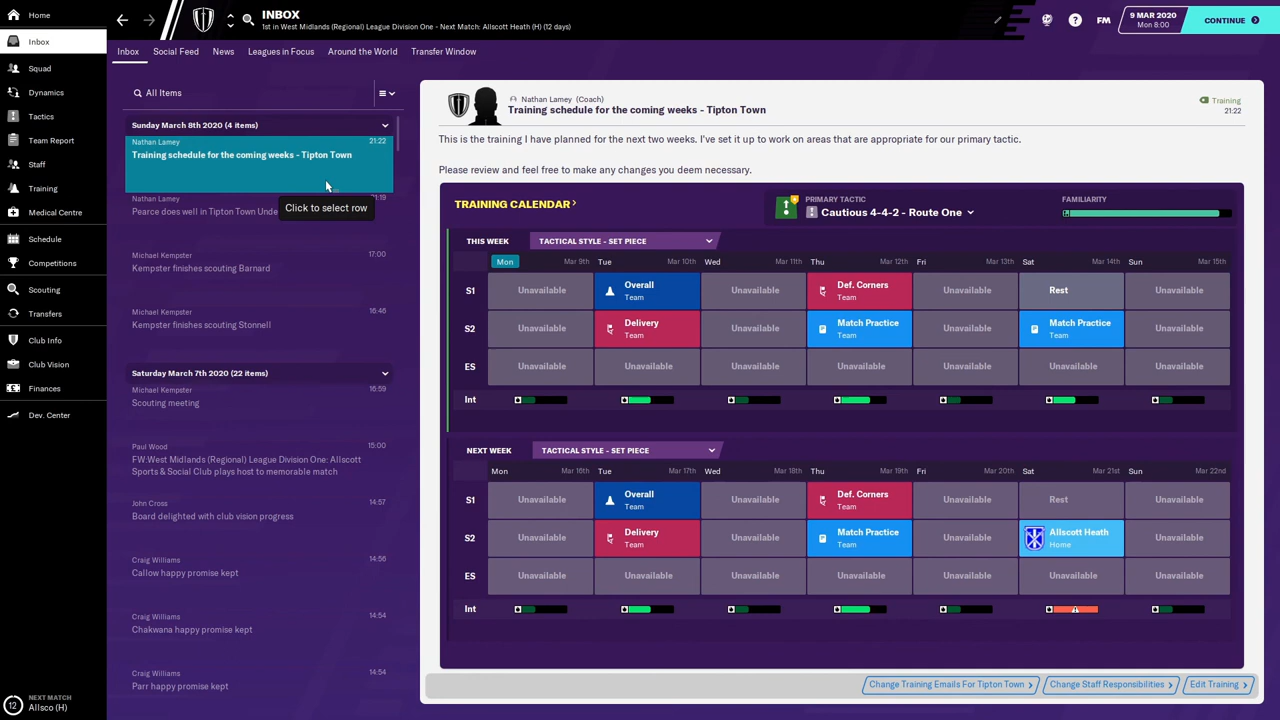 Home
Inbox
Squad
Dynamics
Tactics
Team Report
Staff
Training
Medical Centre
Schedule
Competitions
Scouting
Transfers
Club Info
Club Vision
Finances
Dev. Center
12
NEXT MATCH
Allsco (H)
INBOX
1st in West Midlands (Regional) League Division One - Next Match: Allscott Heath (H) (12 days)
FM
9 MAR 2020
Mon 8:00
CONTINUE
Inbox Social Feed News Leagues in Focus Around the World Transfer Window
All Items
Sunday March 8th 2020 (4 items)
Nathan Lamey 21:22
Training schedule for the coming weeks - Tipton Town
Click to select row
Nathan Lamey
Pearce does well in Tipton Town Unde
Michael Kempster 17:00
Kempster finishes scouting Barnard
Michael Kempster 16:46
Kempster finishes scouting Stonnell
Saturday March 7th 2020 (22 items)
Michael Kempster 16:59
Scouting meeting
Paul Wood 15:00
FW:West Midlands (Regional) League Division One: Allscott
Sports & Social Club plays host to memorable match
John Cross 14:57
Board delighted with club vision progress
Craig Williams 14:56
Callow happy promise kept
Craig Williams 14:54
Chakwana happy promise kept
Craig Williams 14:54
Parr happy promise kept
Nathan Lamey (Coach)
Training schedule for the coming weeks - Tipton Town
Training
21:22
This is the training I have planned for the next two weeks. I've set it up to work on areas that are appropriate for our primary tactic.
Please review and feel free to make any changes you deem necessary.
TRAINING CALENDAR
PRIMARY TACTIC
Cautious 4-4-2 - Route One
FAMILIARITY
THIS WEEK TACTICAL STYLE - SET PIECE
Mon Mar 9th Tue Mar 10th Wed Mar 11th Thu Mar 12th Fri Mar 13th Sat Mar 14th Sun Mar 15th
S1 Unavailable Overall Team Unavailable Def. Corners Team Unavailable Rest Unavailable
S2 Unavailable Delivery Team Unavailable Match Practice Team Unavailable Match Practice Team Unavailable
ES Unavailable Unavailable Unavailable Unavailable Unavailable Unavailable Unavailable
Int
NEXT WEEK TACTICAL STYLE - SET PIECE
Mon Mar 16th Tue Mar 17th Wed Mar 18th Thu Mar 19th Fri Mar 20th Sat Mar 21st Sun Mar 22nd
S1 Unavailable Overall Team Unavailable Def. Corners Team Unavailable Rest Unavailable
S2 Unavailable Delivery Team Unavailable Match Practice Team Unavailable Allscott Heath Home Unavailable
ES Unavailable Unavailable Unavailable Unavailable Unavailable Unavailable Unavailable
Int
Change Training Emails For Tipton Town Change Staff Responsibilities Edit Training